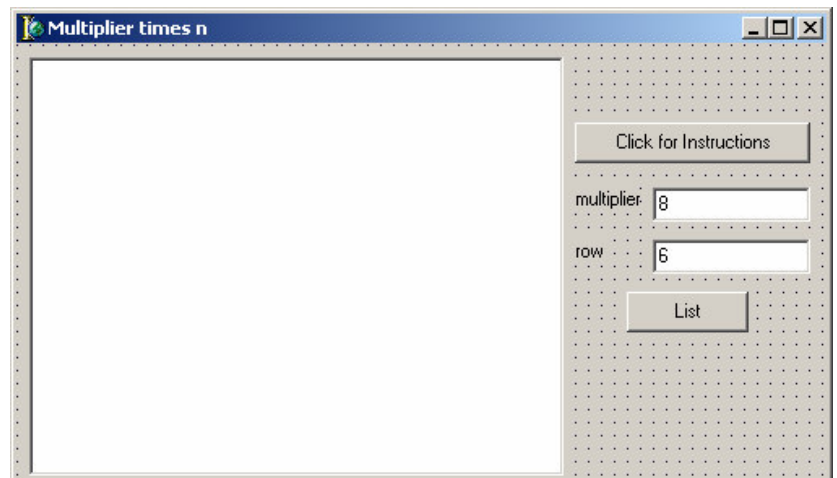 Multiplier times n
Click for Instructions
multiplier 8
row 6
List